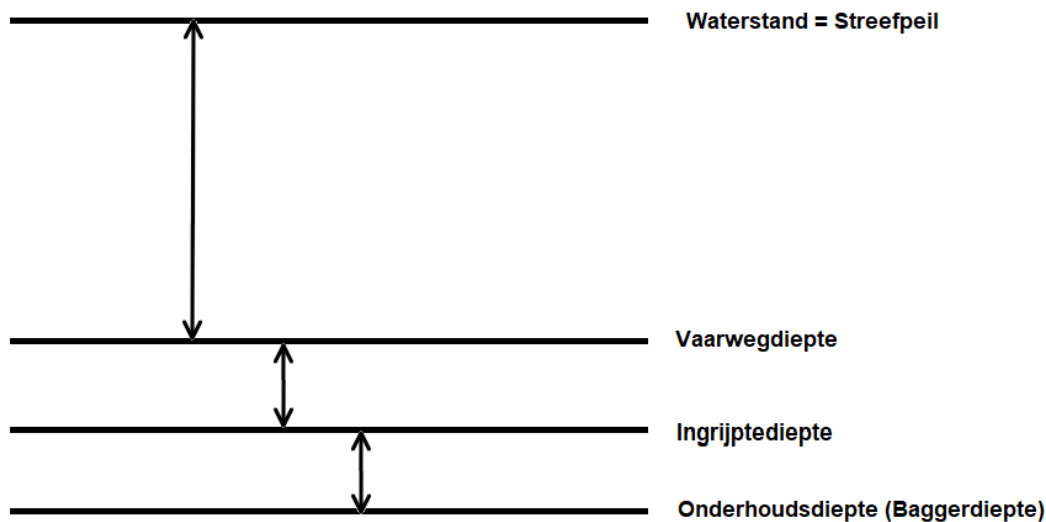 Waterstand = Streefpeil
Vaarwegdiepte
Ingrijptediepte
Onderhoudsdiepte (Baggerdiepte)